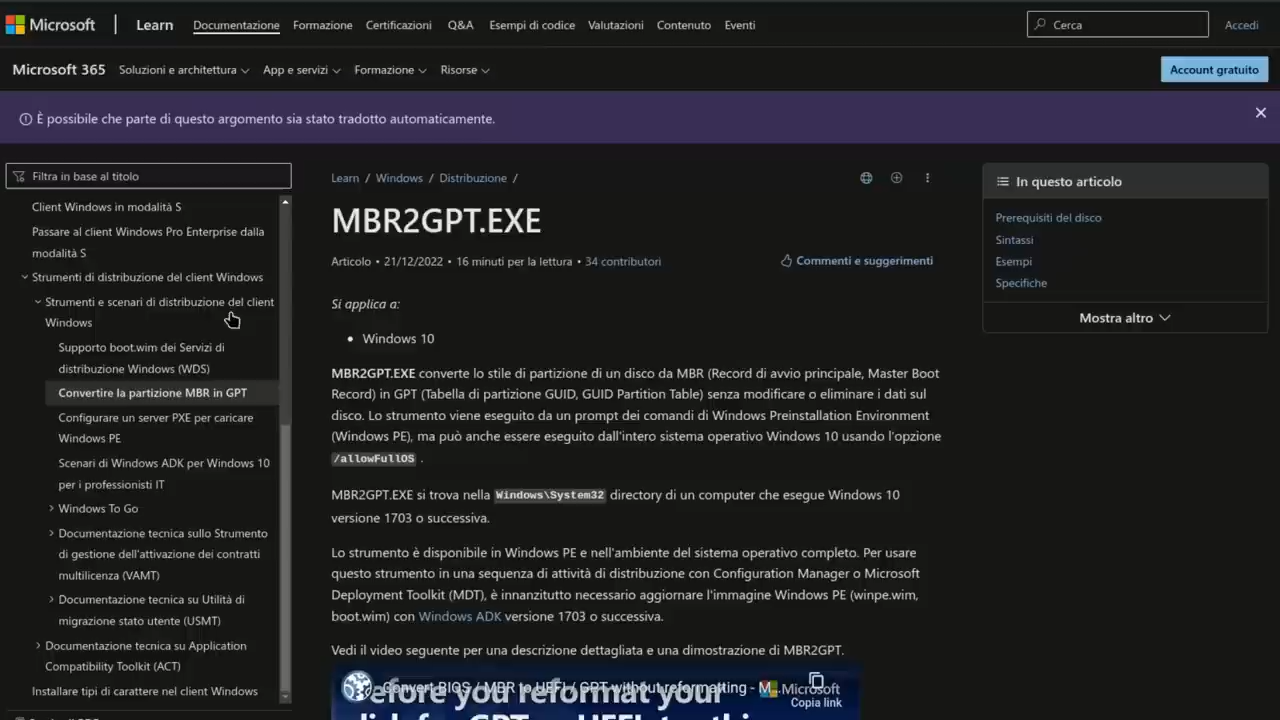 Microsoft Learn Documentazione Formazione Certificazioni Q&A Esempi di codice Valutazioni Contenuto Eventi Cerca Accedi
Microsoft 365 Soluzioni e architettura App e servizi Formazione Risorse Account gratuito
È possibile che parte di questo argomento sia stato tradotto automaticamente.
Filtra in base al titolo
Client Windows in modalità S
Passare al client Windows Pro Enterprise dalla
modalità S
Strumenti di distribuzione del client Windows
Strumenti e scenari di distribuzione del client
Windows
Supporto boot.wim dei Servizi di
distribuzione Windows (WDS)
Convertire la partizione MBR in GPT
Configurare un server PXE per caricare
Windows PE
Scenari di Windows ADK per Windows 10
per i professionisti IT
Windows To Go
Documentazione tecnica sullo Strumento
di gestione dell'attivazione dei contratti
multilicenza (VAMT)
Documentazione tecnica su Utilità di
migrazione stato utente (USMT)
Documentazione tecnica su Application
Compatibility Toolkit (ACT)
Installare tipi di carattere nel client Windows
Learn / Windows / Distribuzione /
MBR2GPT.EXE
Articolo • 21/12/2022 • 16 minuti per la lettura • 34 contributori
Commenti e suggerimenti
Si applica a:
• Windows 10
MBR2GPT.EXE converte lo stile di partizione di un disco da MBR (Record di avvio principale, Master Boot
Record) in GPT (Tabella di partizione GUID, GUID Partition Table) senza modificare o eliminare i dati sul
disco. Lo strumento viene eseguito da un prompt dei comandi di Windows Preinstallation Environment
(Windows PE), ma può anche essere eseguito dall'intero sistema operativo Windows 10 usando l'opzione
/allowFullOS .
MBR2GPT.EXE si trova nella Windows\System32 directory di un computer che esegue Windows 10
versione 1703 o successiva.
Lo strumento è disponibile in Windows PE e nell'ambiente del sistema operativo completo. Per usare
questo strumento in una sequenza di attività di distribuzione con Configuration Manager o Microsoft
Deployment Toolkit (MDT), è innanzitutto necessario aggiornare l'immagine Windows PE (winpe.wim,
boot.wim) con Windows ADK versione 1703 o successiva.
Vedi il video seguente per una descrizione dettagliata e una dimostrazione di MBR2GPT.
Convert BIOS / MBR to UEFI / GPT without reformatting - M...
efore you reformat your
Microsoft
Copia link
In questo articolo
Prerequisiti del disco
Sintassi
Esempi
Specifiche
Mostra altro